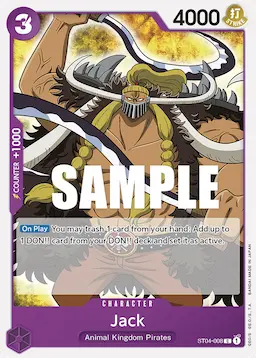 3
4000
打
STRIKE
COUNTER +1000
SAMPLE
On Play You may trash 1 card from your hand: Add up to
1 DON!! card from your DON!! deck and set it as active.
CHARACTER
Jack
Animal Kingdom Pirates
ST04-008 C